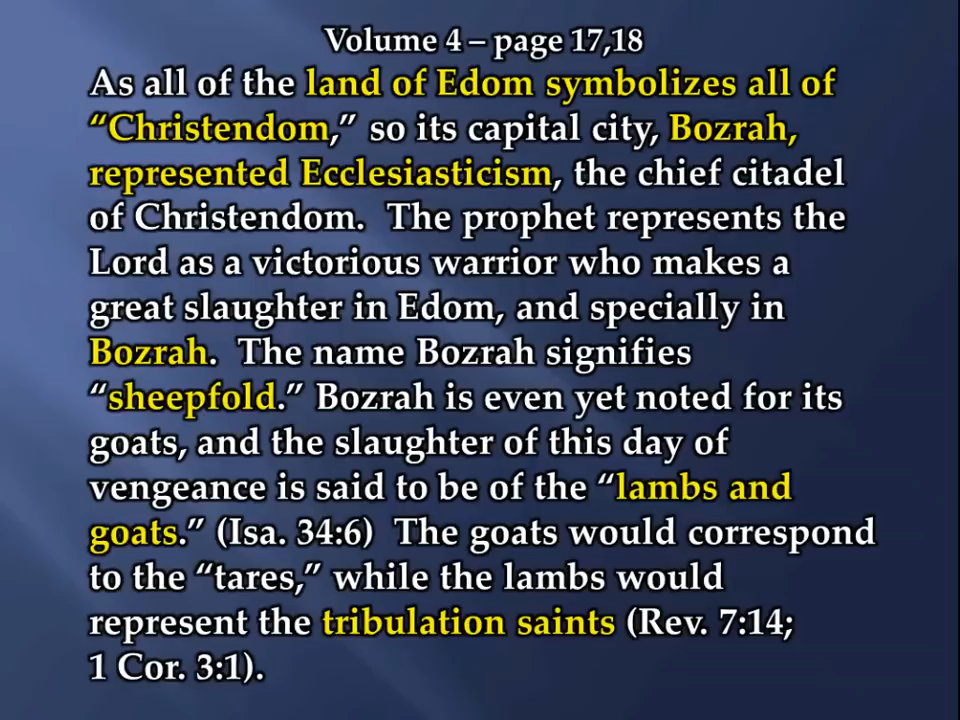 Volume 4 – page 17,18
As all of the land of Edom symbolizes all of
“Christendom,” so its capital city, Bozrah,
represented Ecclesiasticism, the chief citadel
of Christendom.  The prophet represents the
Lord as a victorious warrior who makes a
great slaughter in Edom, and specially in
Bozrah.  The name Bozrah signifies
“sheepfold.” Bozrah is even yet noted for its
goats, and the slaughter of this day of
vengeance is said to be of the “lambs and
goats.” (Isa. 34:6)  The goats would correspond
to the “tares,” while the lambs would
represent the tribulation saints (Rev. 7:14;
1 Cor. 3:1).